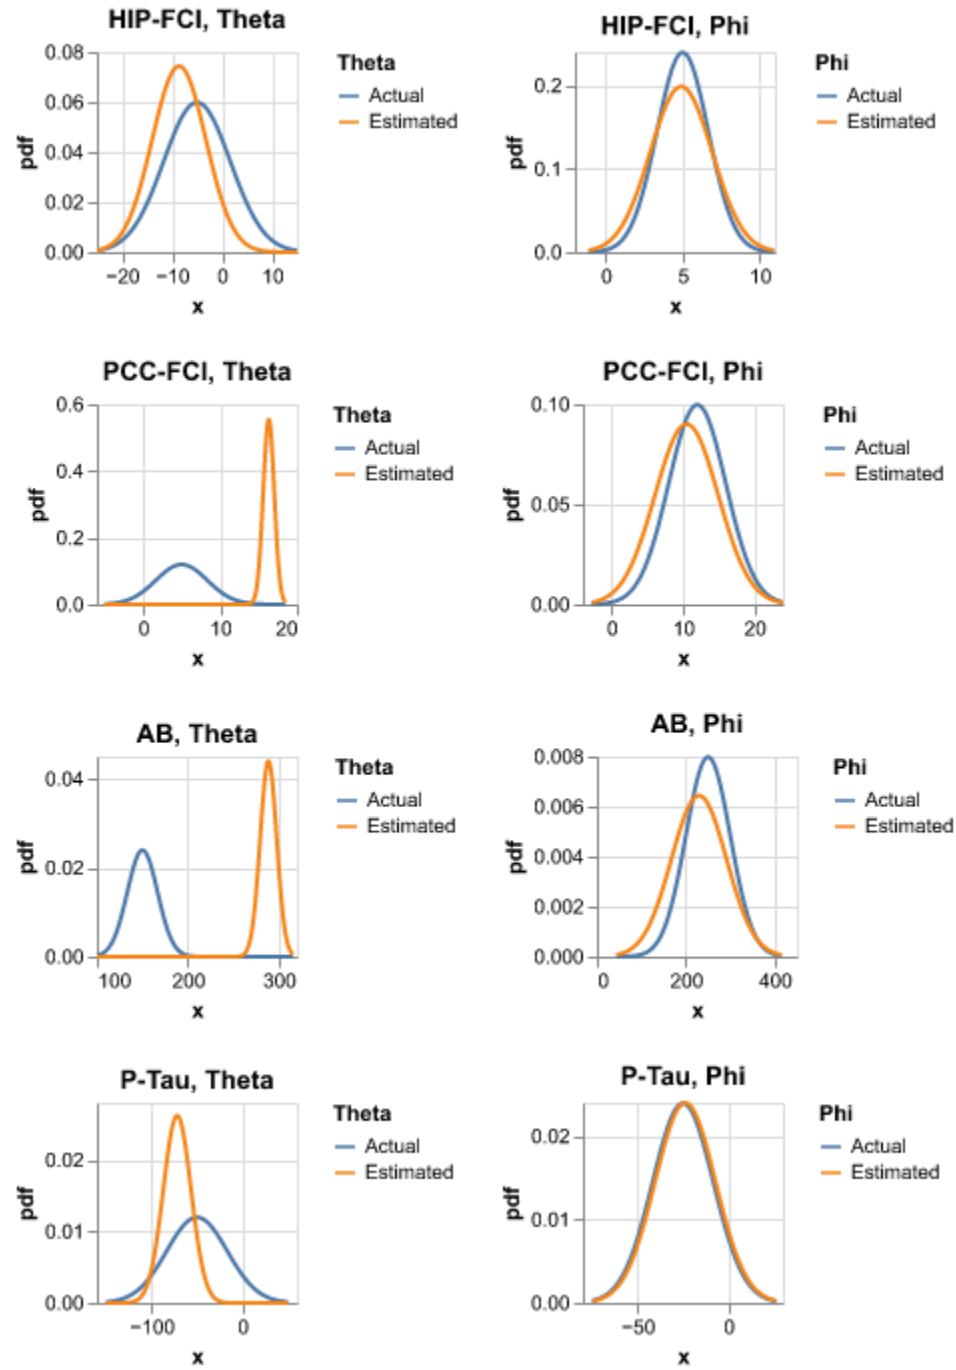 HIP-FCI, Theta
0.08
0.06
0.04
0.02
0.00
pdf
−20 −10 0 10
x
Theta
Actual
Estimated
HIP-FCI, Phi
0.2
0.1
0.0
pdf
0 5 10
x
Phi
Actual
Estimated
PCC-FCI, Theta
0.6
0.4
0.2
0.0
pdf
0 10 20
x
Theta
Actual
Estimated
PCC-FCI, Phi
0.10
0.05
0.00
pdf
0 10 20
x
Phi
Actual
Estimated
AB, Theta
0.04
0.02
0.00
pdf
100 200 300
x
Theta
Actual
Estimated
AB, Phi
0.008
0.006
0.004
0.002
0.000
pdf
0 200 400
x
Phi
Actual
Estimated
P-Tau, Theta
0.02
0.01
0.00
pdf
−100 0
x
Theta
Actual
Estimated
P-Tau, Phi
0.02
0.01
0.00
pdf
−50 0
x
Phi
Actual
Estimated